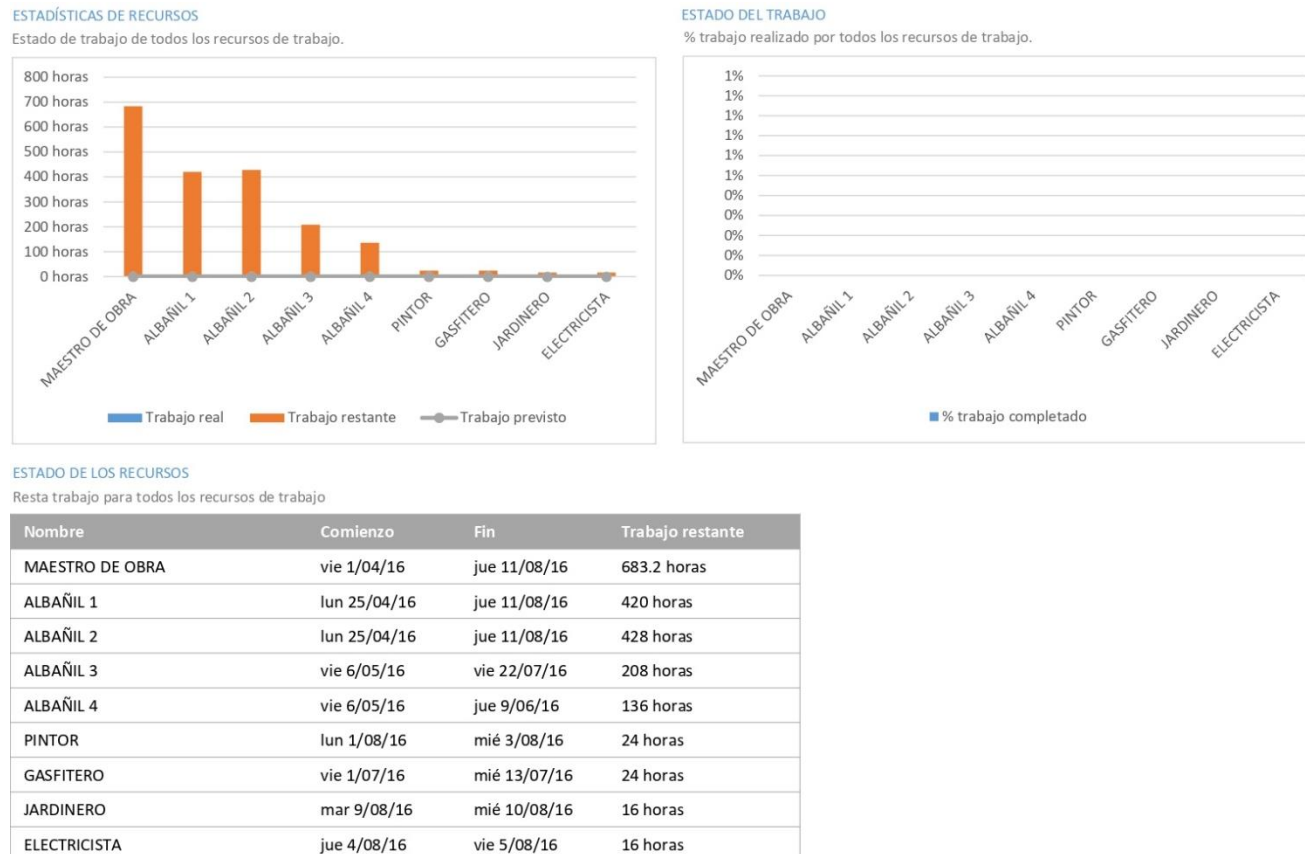 ESTADÍSTICAS DE RECURSOS
Estado de trabajo de todos los recursos de trabajo.
800 horas
700 horas
600 horas
500 horas
400 horas
300 horas
200 horas
100 horas
0 horas
MAESTRO DE OBRA
ALBAÑIL 1
ALBAÑIL 2
ALBAÑIL 3
ALBAÑIL 4
PINTOR
GASFITERO
JARDINERO
ELECTRICISTA
Trabajo real Trabajo restante Trabajo previsto
ESTADO DEL TRABAJO
% trabajo realizado por todos los recursos de trabajo.
1%
1%
1%
1%
1%
1%
0%
0%
0%
0%
0%
MAESTRO DE OBRA
ALBAÑIL 1
ALBAÑIL 2
ALBAÑIL 3
ALBAÑIL 4
PINTOR
GASFITERO
JARDINERO
ELECTRICISTA
% trabajo completado
ESTADO DE LOS RECURSOS
Resta trabajo para todos los recursos de trabajo
Nombre Comienzo Fin Trabajo restante
MAESTRO DE OBRA vie 1/04/16 jue 11/08/16 683.2 horas
ALBAÑIL 1 lun 25/04/16 jue 11/08/16 420 horas
ALBAÑIL 2 lun 25/04/16 jue 11/08/16 428 horas
ALBAÑIL 3 vie 6/05/16 vie 22/07/16 208 horas
ALBAÑIL 4 vie 6/05/16 jue 9/06/16 136 horas
PINTOR lun 1/08/16 mié 3/08/16 24 horas
GASFITERO vie 1/07/16 mié 13/07/16 24 horas
JARDINERO mar 9/08/16 mié 10/08/16 16 horas
ELECTRICISTA jue 4/08/16 vie 5/08/16 16 horas